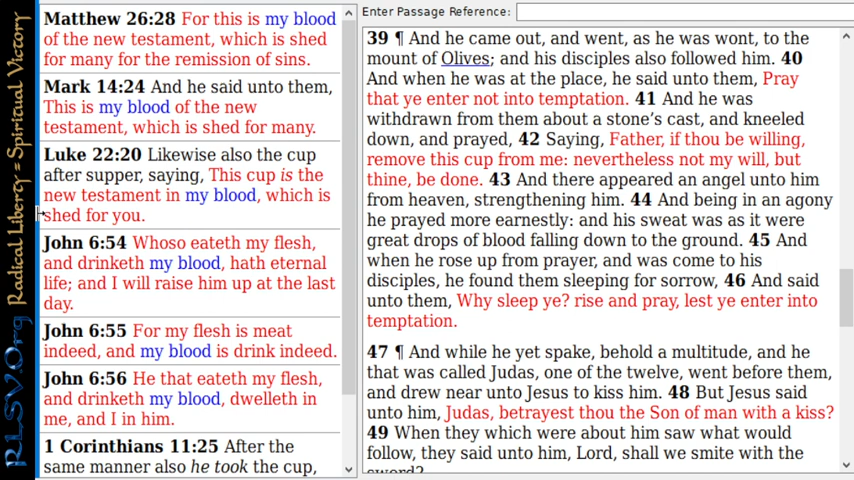 RLSV.Org Radical Liberty = Spiritual Victory
Matthew 26:28 For this is my blood
of the new testament, which is shed
for many for the remission of sins.
Mark 14:24 And he said unto them,
This is my blood of the new
testament, which is shed for many.
Luke 22:20 Likewise also the cup
after supper, saying, This cup is the
new testament in my blood, which is
shed for you.
John 6:54 Whoso eateth my flesh,
and drinketh my blood, hath eternal
life; and I will raise him up at the last
day.
John 6:55 For my flesh is meat
indeed, and my blood is drink indeed.
John 6:56 He that eateth my flesh,
and drinketh my blood, dwelleth in
me, and I in him.
1 Corinthians 11:25 After the
same manner also he took the cup,
Enter Passage Reference:
39 ¶ And he came out, and went, as he was wont, to the
mount of Olives; and his disciples also followed him. 40
And when he was at the place, he said unto them, Pray
that ye enter not into temptation. 41 And he was
withdrawn from them about a stone’s cast, and kneeled
down, and prayed, 42 Saying, Father, if thou be willing,
remove this cup from me: nevertheless not my will, but
thine, be done. 43 And there appeared an angel unto him
from heaven, strengthening him. 44 And being in an agony
he prayed more earnestly: and his sweat was as it were
great drops of blood falling down to the ground. 45 And
when he rose up from prayer, and was come to his
disciples, he found them sleeping for sorrow, 46 And said
unto them, Why sleep ye? rise and pray, lest ye enter into
temptation.
47 ¶ And while he yet spake, behold a multitude, and he
that was called Judas, one of the twelve, went before them,
and drew near unto Jesus to kiss him. 48 But Jesus said
unto him, Judas, betrayest thou the Son of man with a kiss?
49 When they which were about him saw what would
follow, they said unto him, Lord, shall we smite with the
sword?